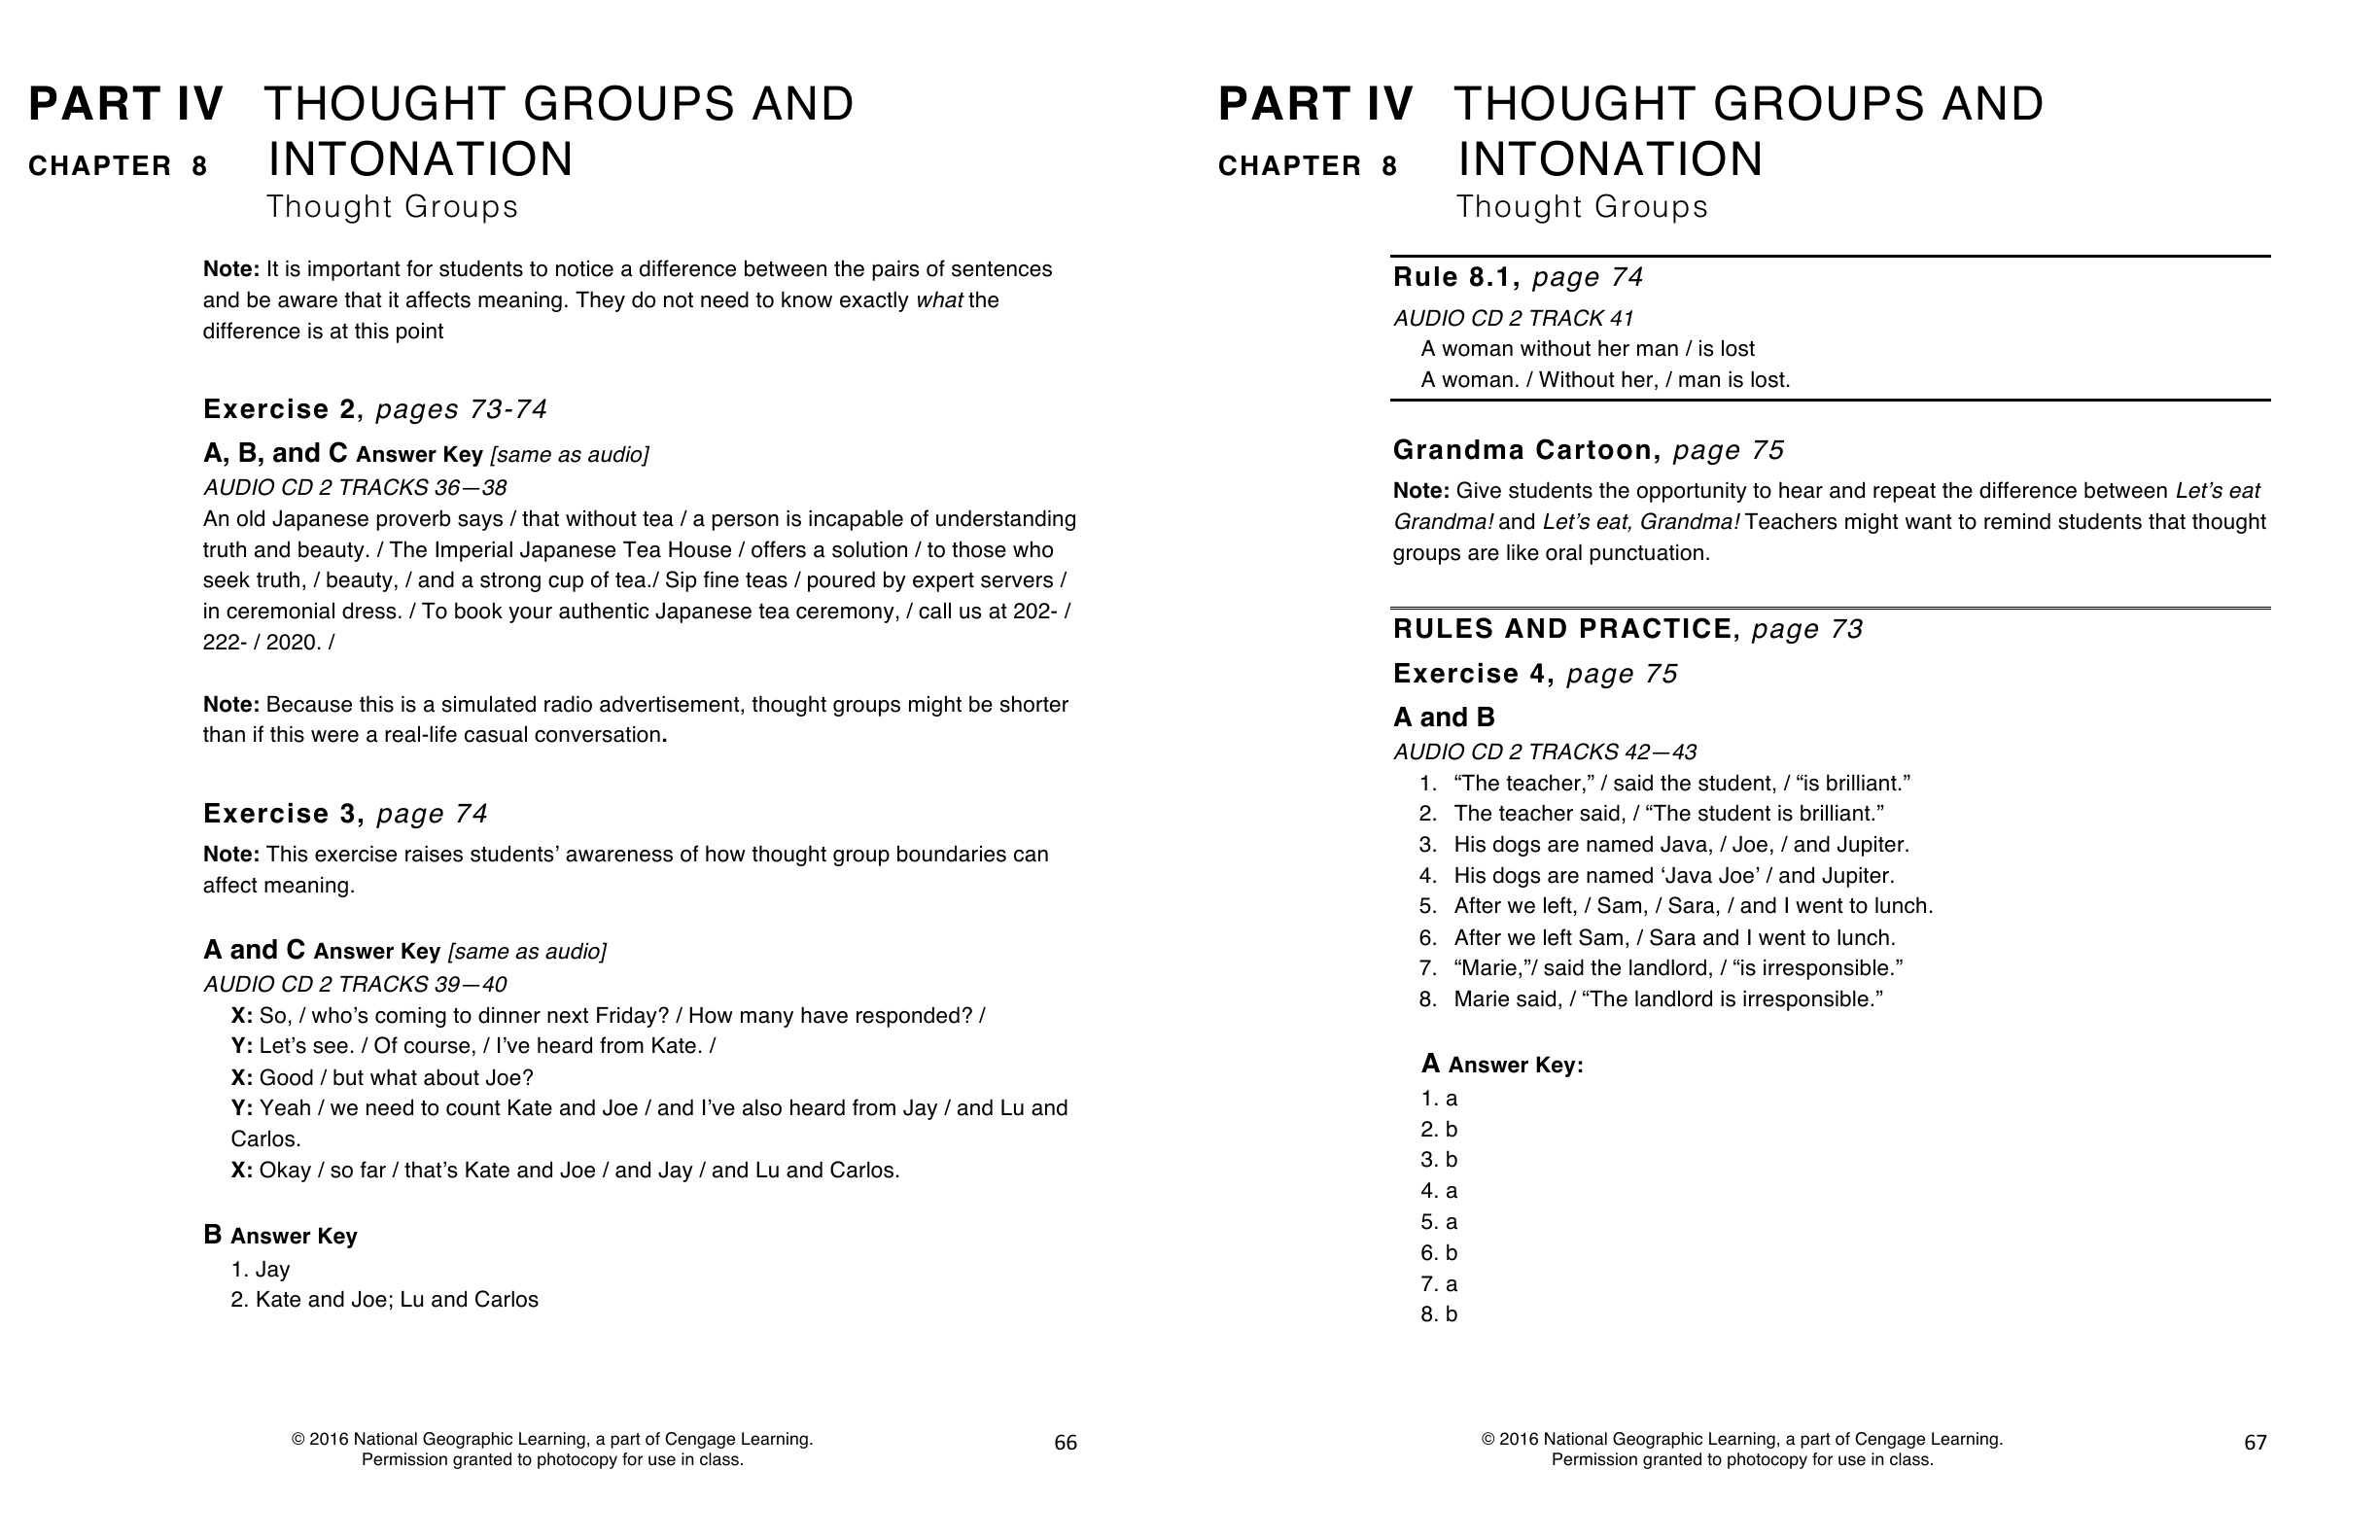 PART IV THOUGHT GROUPS AND
CHAPTER 8 INTONATION
Thought Groups
Note: It is important for students to notice a difference between the pairs of sentences
and be aware that it affects meaning. They do not need to know exactly what the
difference is at this point
Exercise 2, pages 73-74
A, B, and C Answer Key [same as audio]
AUDIO CD 2 TRACKS 36—38
An old Japanese proverb says / that without tea / a person is incapable of understanding
truth and beauty. / The Imperial Japanese Tea House / offers a solution / to those who
seek truth, / beauty, / and a strong cup of tea./ Sip fine teas / poured by expert servers /
in ceremonial dress. / To book your authentic Japanese tea ceremony, / call us at 202- /
222- / 2020. /
Note: Because this is a simulated radio advertisement, thought groups might be shorter
than if this were a real-life casual conversation.
Exercise 3, page 74
Note: This exercise raises students’ awareness of how thought group boundaries can
affect meaning.
A and C Answer Key [same as audio]
AUDIO CD 2 TRACKS 39—40
X: So, / who’s coming to dinner next Friday? / How many have responded? /
Y: Let’s see. / Of course, / I’ve heard from Kate. /
X: Good / but what about Joe?
Y: Yeah / we need to count Kate and Joe / and I’ve also heard from Jay / and Lu and
Carlos.
X: Okay / so far / that’s Kate and Joe / and Jay / and Lu and Carlos.
B Answer Key
1. Jay
2. Kate and Joe; Lu and Carlos
© 2016 National Geographic Learning, a part of Cengage Learning.
Permission granted to photocopy for use in class.
66
PART IV THOUGHT GROUPS AND
CHAPTER 8 INTONATION
Thought Groups
Rule 8.1, page 74
AUDIO CD 2 TRACK 41
A woman without her man / is lost
A woman. / Without her, / man is lost.
Grandma Cartoon, page 75
Note: Give students the opportunity to hear and repeat the difference between Let’s eat
Grandma! and Let’s eat, Grandma! Teachers might want to remind students that thought
groups are like oral punctuation.
RULES AND PRACTICE, page 73
Exercise 4, page 75
A and B
AUDIO CD 2 TRACKS 42—43
1. “The teacher,” / said the student, / “is brilliant.”
2. The teacher said, / “The student is brilliant.”
3. His dogs are named Java, / Joe, / and Jupiter.
4. His dogs are named ‘Java Joe’ / and Jupiter.
5. After we left, / Sam, / Sara, / and I went to lunch.
6. After we left Sam, / Sara and I went to lunch.
7. “Marie,”/ said the landlord, / “is irresponsible.”
8. Marie said, / “The landlord is irresponsible.”
A Answer Key:
1. a
2. b
3. b
4. a
5. a
6. b
7. a
8. b
© 2016 National Geographic Learning, a part of Cengage Learning.
Permission granted to photocopy for use in class.
67